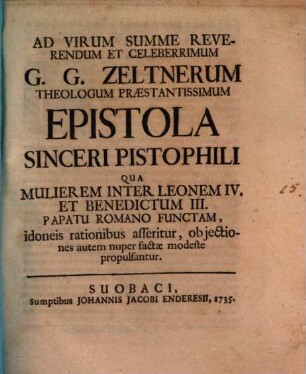 AD VIRUM SUMME REVE-
RENDUM ET CELEBERRIMUM
G. G. ZELTNERUM
THEOLOGUM PRÆSTANTISSIMUM
EPISTOLA
SINCERI PISTOPHILI
QUA
MULIEREM INTER LEONEM IV.
ET BENEDICTUM III.
PAPATU ROMANO FUNCTAM,
idoneis rationibus asseritur, objectio-
nes autem nuper factæ modeste
propulsantur.
SUOBACI,
Sumptibus JOHANNIS JACOBI ENDERESII, 1735.